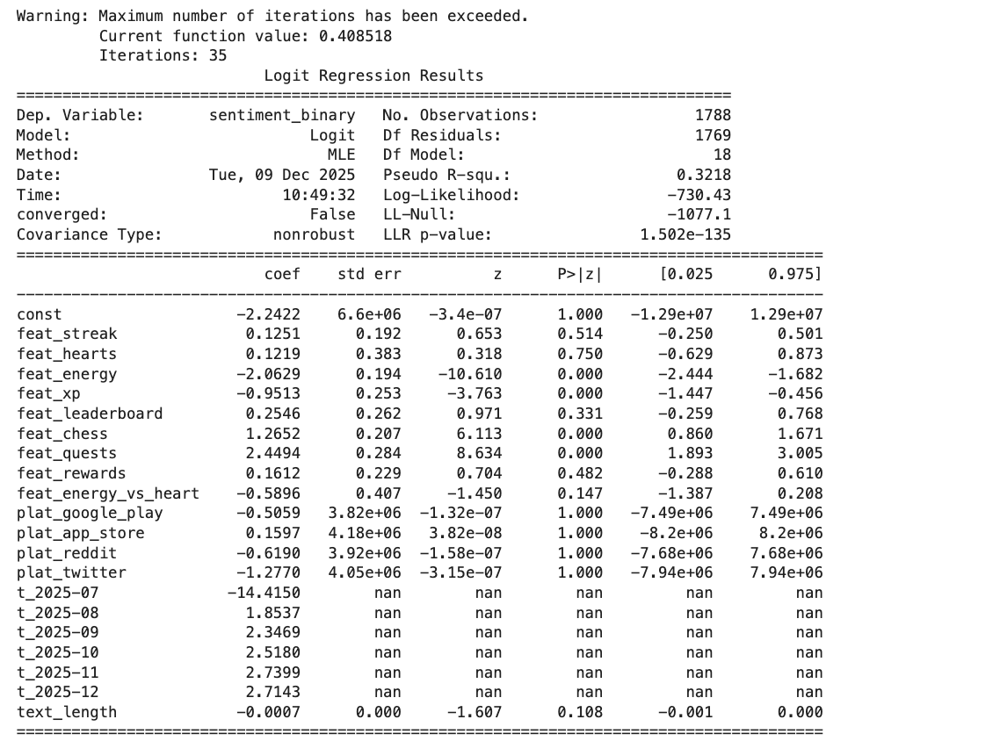 Warning: Maximum number of iterations has been exceeded.
         Current function value: 0.408518
         Iterations: 35
                           Logit Regression Results
==============================================================================
Dep. Variable:       sentiment_binary   No. Observations:                 1788
Model:                          Logit   Df Residuals:                     1769
Method:                           MLE   Df Model:                           18
Date:                Tue, 09 Dec 2025   Pseudo R-squ.:                  0.3218
Time:                        10:49:32   Log-Likelihood:                -730.43
converged:                      False   LL-Null:                       -1077.1
Covariance Type:            nonrobust   LLR p-value:                1.502e-135
========================================================================================
                           coef    std err          z      P>|z|      [0.025      0.975]
----------------------------------------------------------------------------------------
const                   -2.2422    6.6e+06   -3.4e-07      1.000   -1.29e+07    1.29e+07
feat_streak              0.1251      0.192      0.653      0.514      -0.250       0.501
feat_hearts              0.1219      0.383      0.318      0.750      -0.629       0.873
feat_energy             -2.0629      0.194    -10.610      0.000      -2.444      -1.682
feat_xp                 -0.9513      0.253     -3.763      0.000      -1.447      -0.456
feat_leaderboard         0.2546      0.262      0.971      0.331      -0.259       0.768
feat_chess               1.2652      0.207      6.113      0.000       0.860       1.671
feat_quests              2.4494      0.284      8.634      0.000       1.893       3.005
feat_rewards             0.1612      0.229      0.704      0.482      -0.288       0.610
feat_energy_vs_heart    -0.5896      0.407     -1.450      0.147      -1.387       0.208
plat_google_play        -0.5059   3.82e+06  -1.32e-07      1.000   -7.49e+06    7.49e+06
plat_app_store           0.1597   4.18e+06   3.82e-08      1.000    -8.2e+06     8.2e+06
plat_reddit             -0.6190   3.92e+06  -1.58e-07      1.000   -7.68e+06    7.68e+06
plat_twitter            -1.2770   4.05e+06  -3.15e-07      1.000   -7.94e+06    7.94e+06
t_2025-07              -14.4150        nan        nan        nan         nan         nan
t_2025-08                1.8537        nan        nan        nan         nan         nan
t_2025-09                2.3469        nan        nan        nan         nan         nan
t_2025-10                2.5180        nan        nan        nan         nan         nan
t_2025-11                2.7399        nan        nan        nan         nan         nan
t_2025-12                2.7143        nan        nan        nan         nan         nan
text_length             -0.0007      0.000     -1.607      0.108      -0.001       0.000
========================================================================================